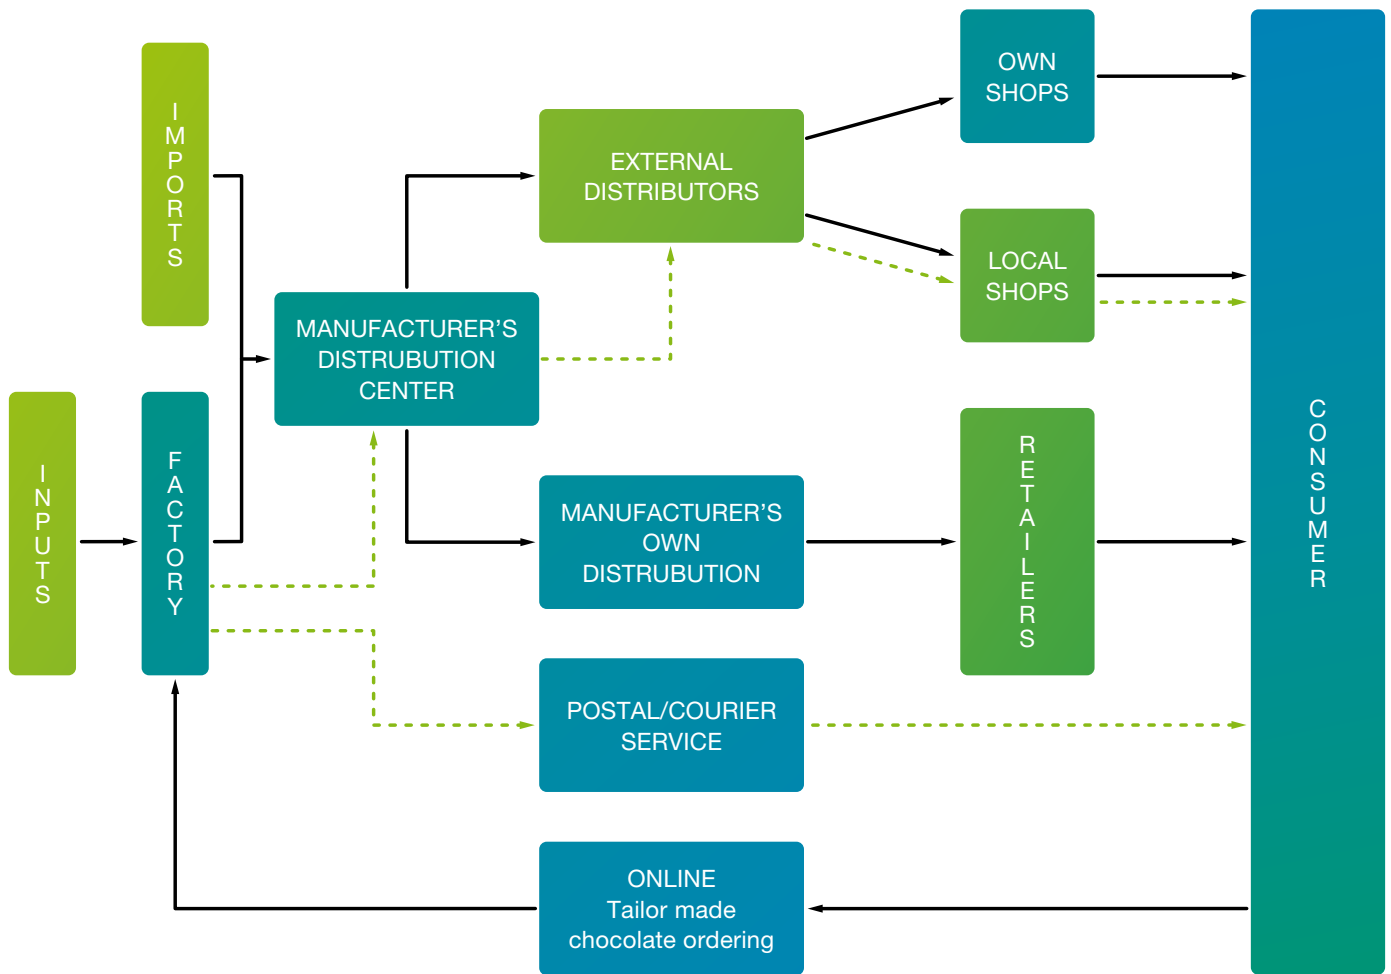 INPUTS
IMPORTS
FACTORY
MANUFACTURER’S
DISTRUBUTION
CENTER
EXTERNAL
DISTRIBUTORS
MANUFACTURER’S
OWN
DISTRUBUTION
POSTAL/COURIER
SERVICE
ONLINE
Tailor made
chocolate ordering
OWN
SHOPS
LOCAL
SHOPS
RETAILERS
CONSUMER